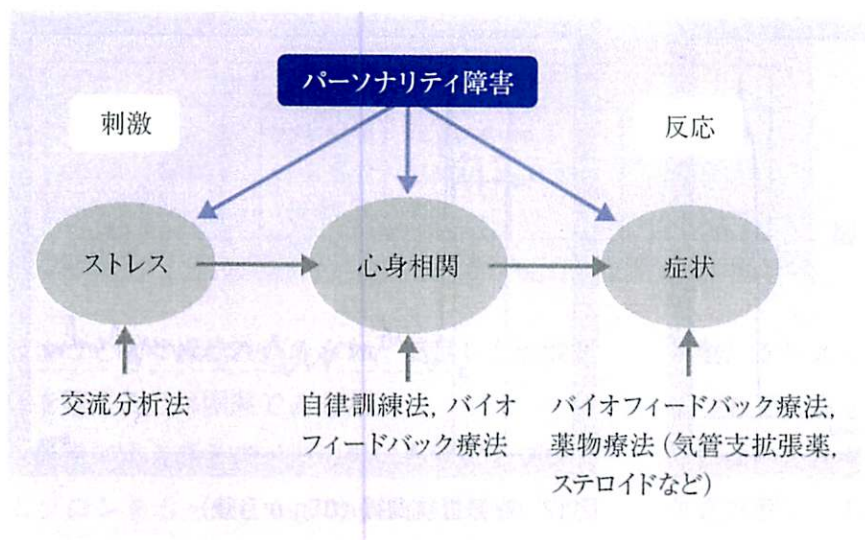 パーソナリティ障害
刺激
反応
ストレス
心身相関
症状
交流分析法
自律訓練法，バイオ
フィードバック療法
バイオフィードバック療法，
薬物療法（気管支拡張薬，
ステロイドなど）